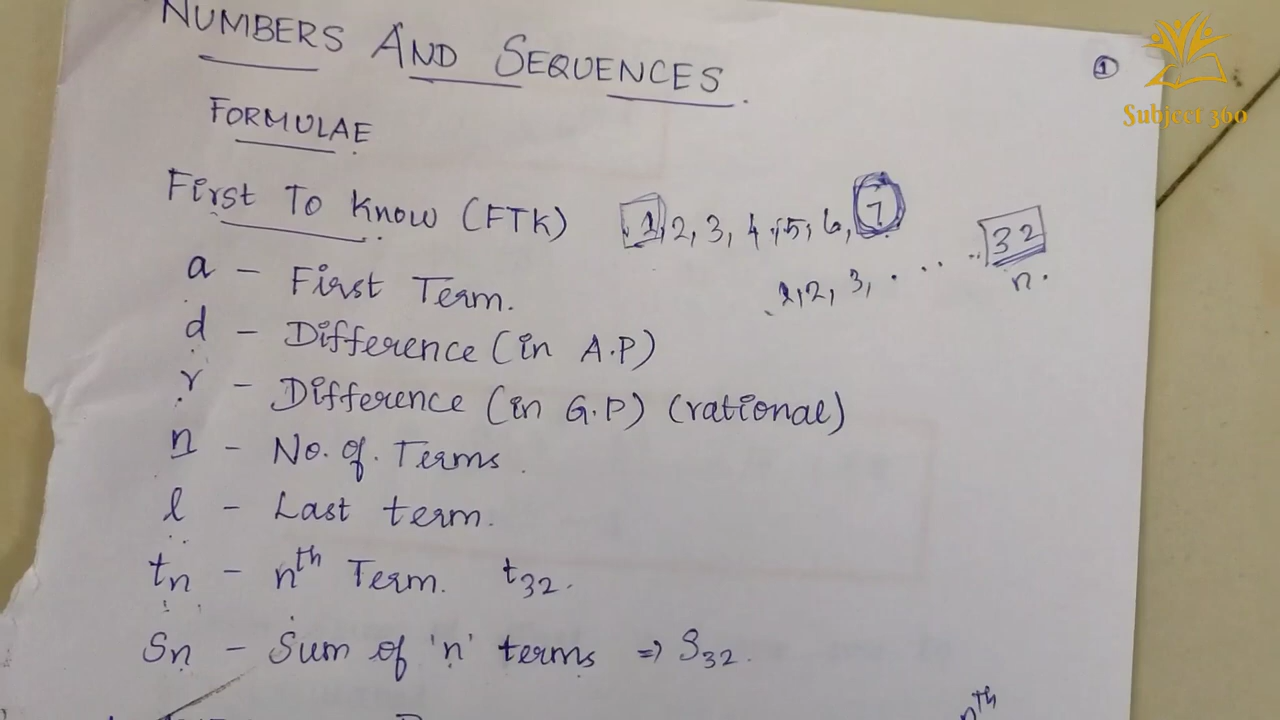 NUMBERS AND SEQUENCES.
①
Subject 360
FORMULAE
First To Know (FTK) 1, 2, 3, 4, 5, 6, 7
1, 2, 3, . . . . . 32
n.
a - First Term.
d - Difference (in A.P)
r - Difference (in G.P) (rational)
n - No. of. Terms.
l - Last term.
tn - nth Term. t32.
Sn - Sum of 'n' terms => S32.
nth